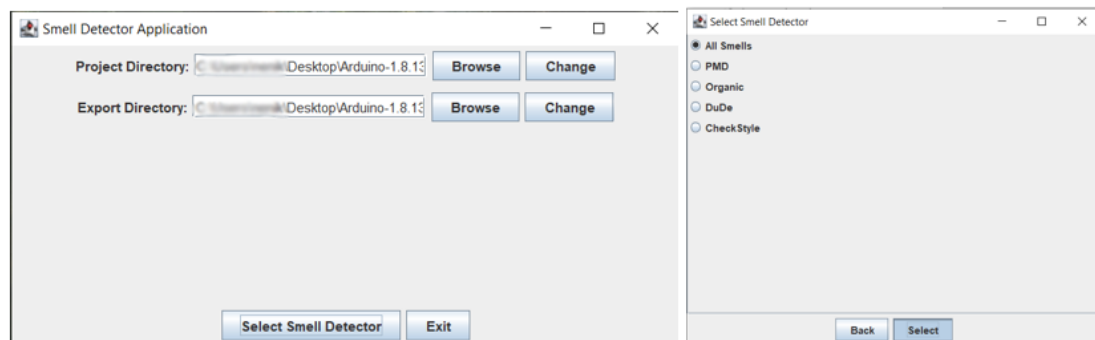 Smell Detector Application
Project Directory: \Desktop\Arduino-1.8.13 Browse Change
Export Directory: \Desktop\Arduino-1.8.13 Browse Change
Select Smell Detector Exit
Select Smell Detector
All Smells
PMD
Organic
DuDe
CheckStyle
Back Select